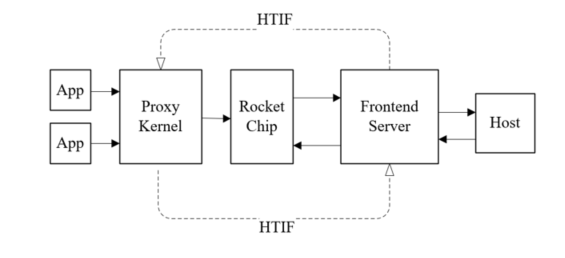 HTIF
App
App
Proxy
Kernel
Rocket
Chip
Frontend
Server
Host
HTIF